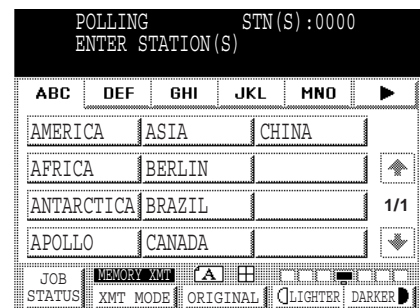 POLLING STN(S):0000
ENTER STATION(S)
ABC DEF GHI JKL MNO
AMERICA ASIA CHINA
AFRICA BERLIN
ANTARCTICA BRAZIL 1/1
APOLLO CANADA
JOB STATUS
MEMORY XMT A
XMT MODE ORIGINAL LIGHTER DARKER